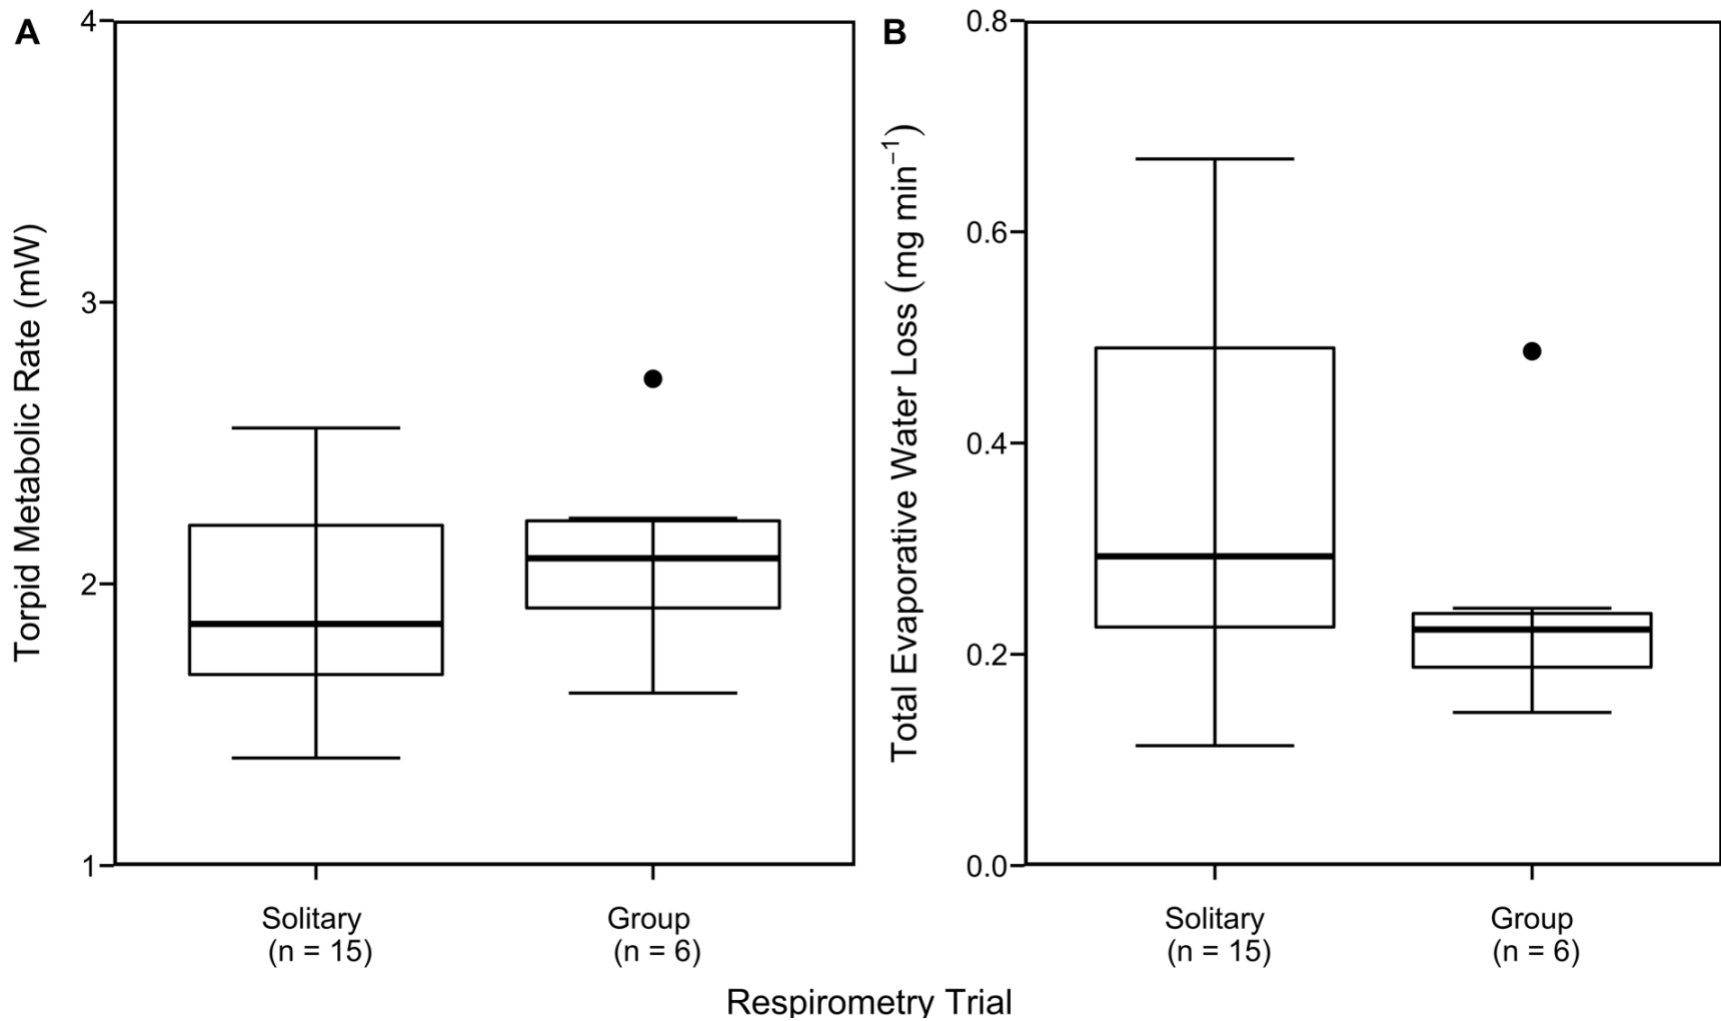 A
Torpid Metabolic Rate (mW)
4
3
2
1
Solitary
(n = 15)
Group
(n = 6)
B
Total Evaporative Water Loss (mg min⁻¹)
0.8
0.6
0.4
0.2
0.0
Solitary
(n = 15)
Group
(n = 6)
Respirometry Trial